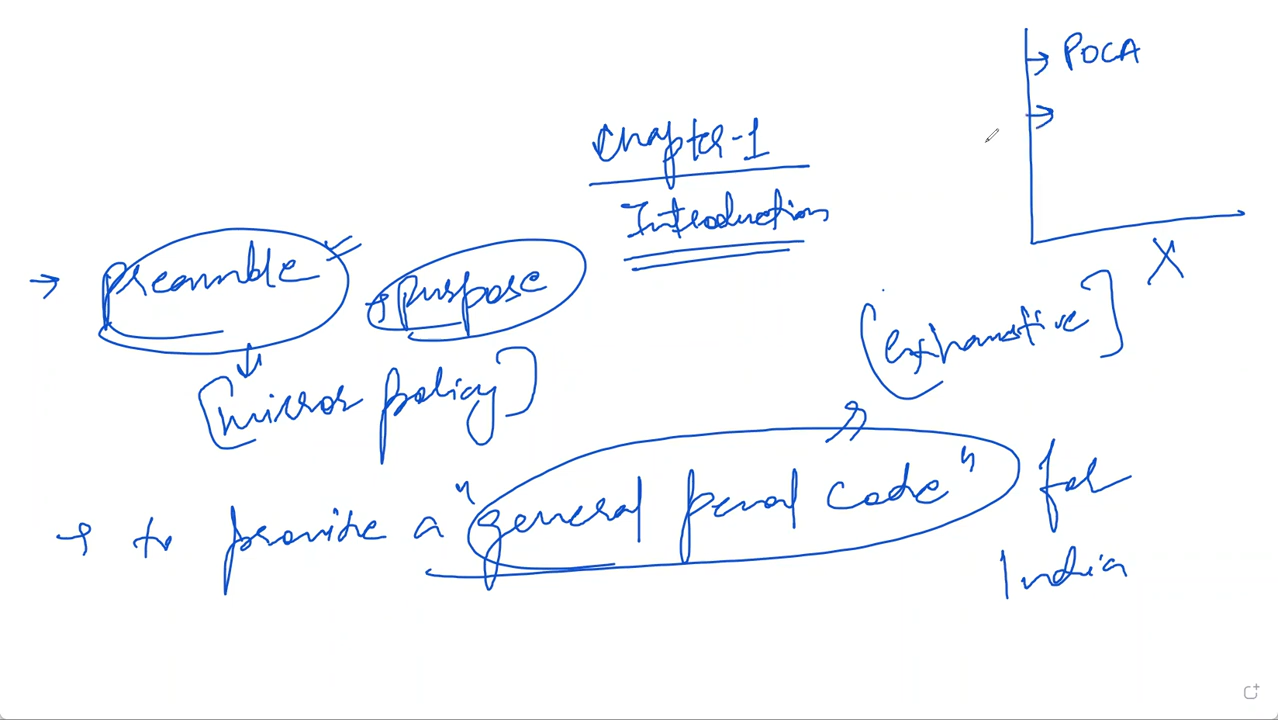 POCA
Chapter-1
Introduction
→ preamble → purpose
X
[exhaustive]
[mirror policy]
→ to provide a "general penal code" for
India